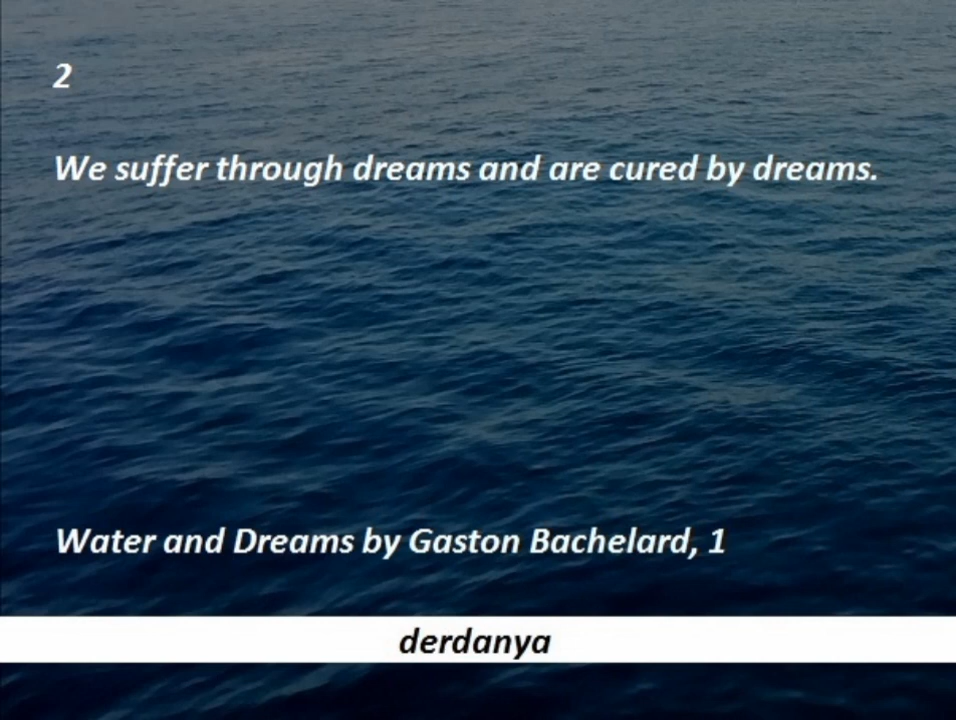 2
We suffer through dreams and are cured by dreams.
Water and Dreams by Gaston Bachelard, 1
derdanya